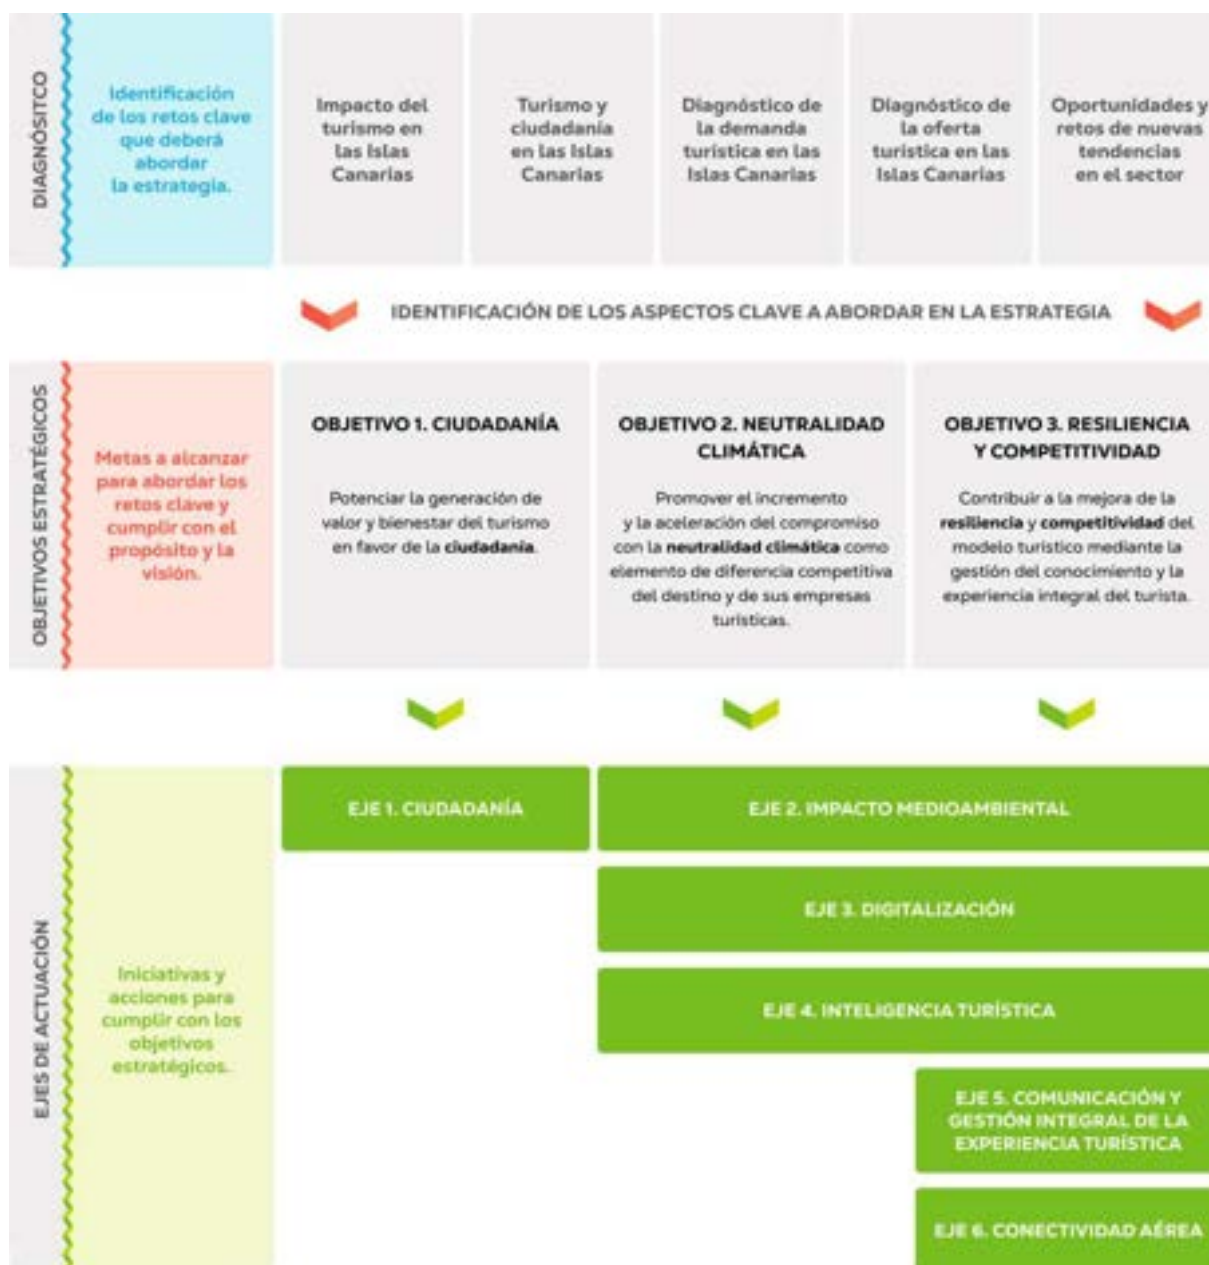 DIAGNÓSITCO
Identificación
de los retos clave
que deberá
abordar
la estrategia.
Impacto del
turismo en
las Islas
Canarias
Turismo y
ciudadanía
en las Islas
Canarias
Diagnóstico de
la demanda
turística en las
Islas Canarias
Diagnóstico de
la oferta
turística en las
Islas Canarias
Oportunidades y
retos de nuevas
tendencias
en el sector
IDENTIFICACIÓN DE LOS ASPECTOS CLAVE A ABORDAR EN LA ESTRATEGIA
OBJETIVOS ESTRATÉGICOS
Metas a alcanzar
para abordar los
retos clave y
cumplir con el
propósito y la
visión.
OBJETIVO 1. CIUDADANÍA
Potenciar la generación de
valor y bienestar del turismo
en favor de la ciudadanía.
OBJETIVO 2. NEUTRALIDAD
CLIMÁTICA
Promover el incremento
y la aceleración del compromiso
con la neutralidad climática como
elemento de diferencia competitiva
del destino y de sus empresas
turísticas.
OBJETIVO 3. RESILIENCIA
Y COMPETITIVIDAD
Contribuir a la mejora de la
resiliencia y competitividad del
modelo turístico mediante la
gestión del conocimiento y la
experiencia integral del turista.
EJES DE ACTUACIÓN
Iniciativas y
acciones para
cumplir con los
objetivos
estratégicos.
EJE 1. CIUDADANÍA
EJE 2. IMPACTO MEDIOAMBIENTAL
EJE 3. DIGITALIZACIÓN
EJE 4. INTELIGENCIA TURÍSTICA
EJE 5. COMUNICACIÓN Y
GESTIÓN INTEGRAL DE LA
EXPERIENCIA TURÍSTICA
EJE 6. CONECTIVIDAD AÉREA